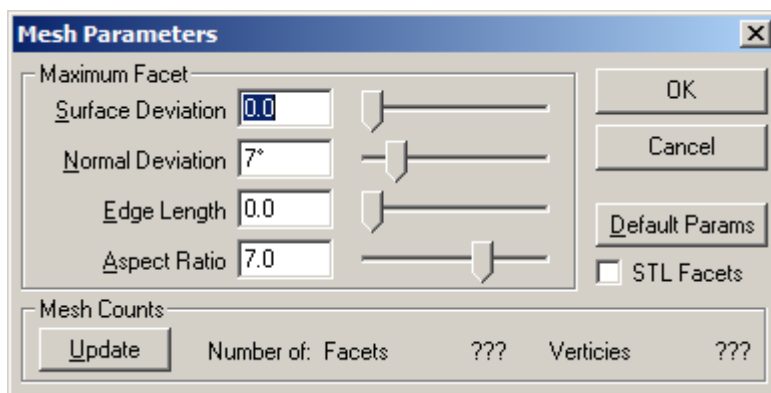 Mesh Parameters
Maximum Facet
Surface Deviation 0.0
Normal Deviation 7°
Edge Length 0.0
Aspect Ratio 7.0
OK
Cancel
Default Params
STL Facets
Mesh Counts
Update Number of: Facets ??? Verticies ???